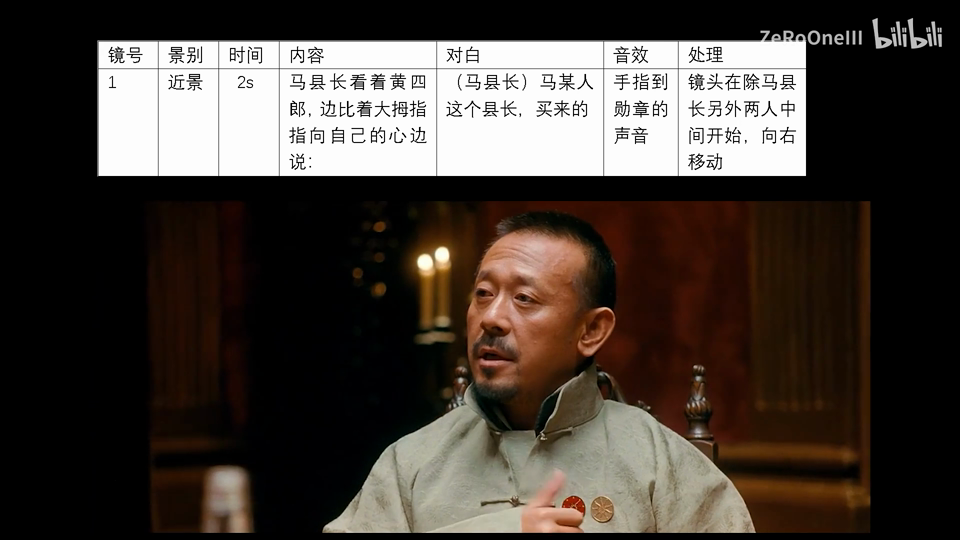 ZeRoOneIII bilibili
镜号 景别 时间 内容 对白 音效 处理
1 近景 2s 马县长看着黄四 （马县长）马某人 手指到 镜头在除马县
郎，边比着大拇指 这个县长，买来的 勋章的 长另外两人中
指向自己的心边 声音 间开始，向右
说： 移动